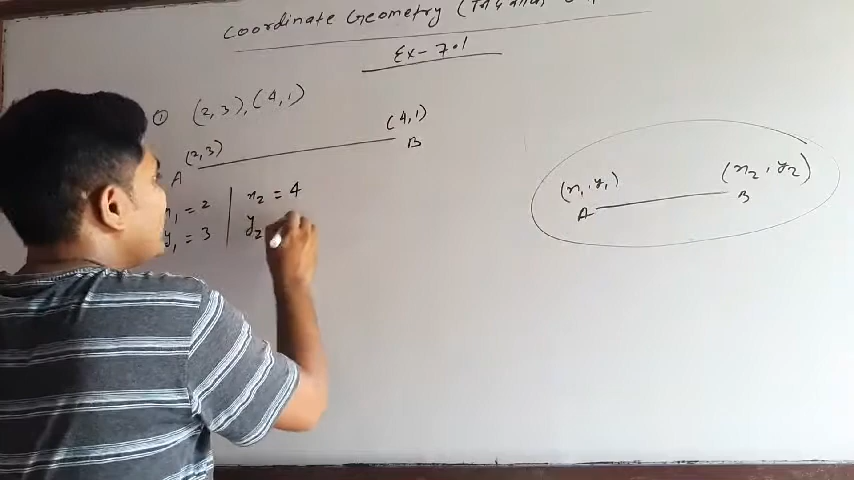 Coordinate Geometry (
Ex-7.1
① (2,3), (4,1)
(2,3) (4,1)
A B
x₁ = 2 | x₂ = 4
y₁ = 3 | y₂
(x₁, y₁) (x₂, y₂)
A B